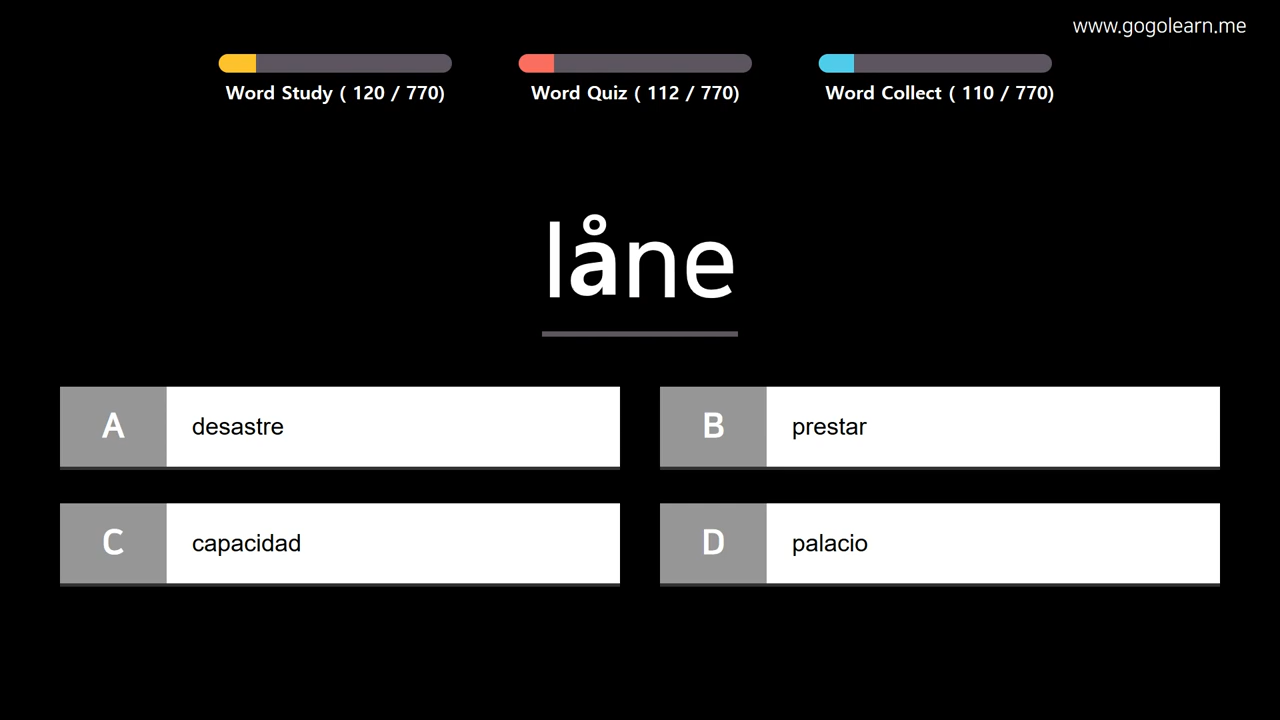 www.gogolearn.me
Word Study ( 120 / 770)
Word Quiz ( 112 / 770)
Word Collect ( 110 / 770)
låne
A desastre
B prestar
C capacidad
D palacio